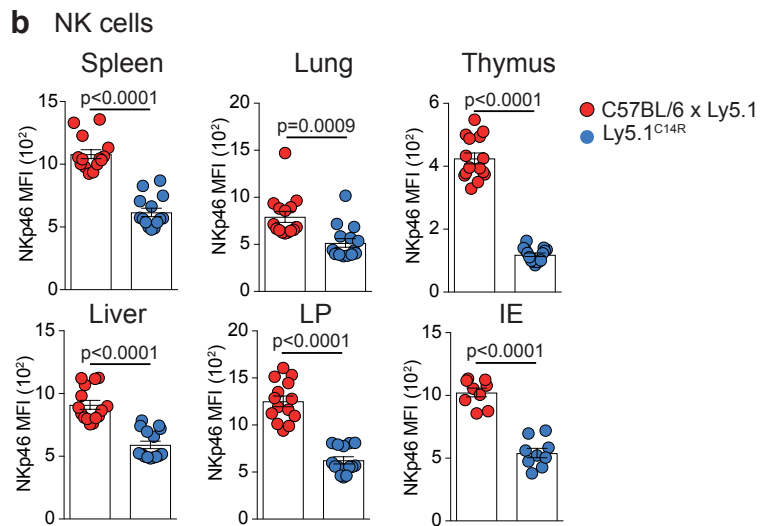 b NK cells
Spleen
NKp46 MFI (10²)
15
10
5
0
p<0.0001
Lung
NKp46 MFI (10²)
20
15
10
5
0
p=0.0009
Thymus
NKp46 MFI (10²)
6
4
2
0
p<0.0001
C57BL/6 x Ly5.1
Ly5.1^C14R
Liver
NKp46 MFI (10²)
15
10
5
0
p<0.0001
LP
NKp46 MFI (10²)
20
15
10
5
0
p<0.0001
IE
NKp46 MFI (10²)
15
10
5
0
p<0.0001